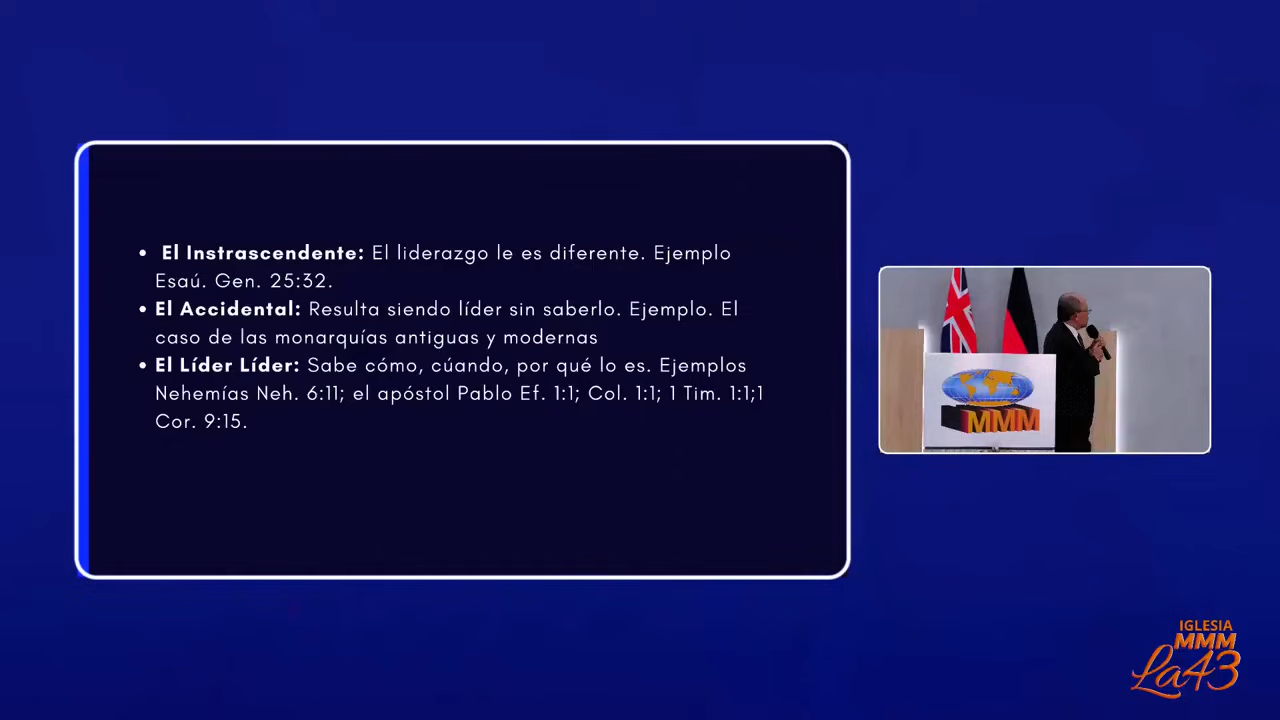 • El Instrascendente: El liderazgo le es diferente. Ejemplo
Esaú. Gen. 25:32.
• El Accidental: Resulta siendo líder sin saberlo. Ejemplo. El
caso de las monarquías antiguas y modernas
• El Líder Líder: Sabe cómo, cúando, por qué lo es. Ejemplos
Nehemías Neh. 6:11; el apóstol Pablo Ef. 1:1; Col. 1:1; 1 Tim. 1:1;1
Cor. 9:15.
MMM
IGLESIA
MMM
La43